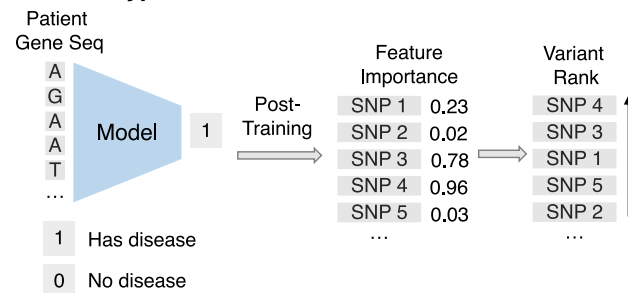 Patient
Gene Seq
A
G
A
A
T
...
Model
1
Post-
Training
Feature
Importance
SNP 1 0.23
SNP 2 0.02
SNP 3 0.78
SNP 4 0.96
SNP 5 0.03
...
Variant
Rank
SNP 4
SNP 3
SNP 1
SNP 5
SNP 2
...
1 Has disease
0 No disease